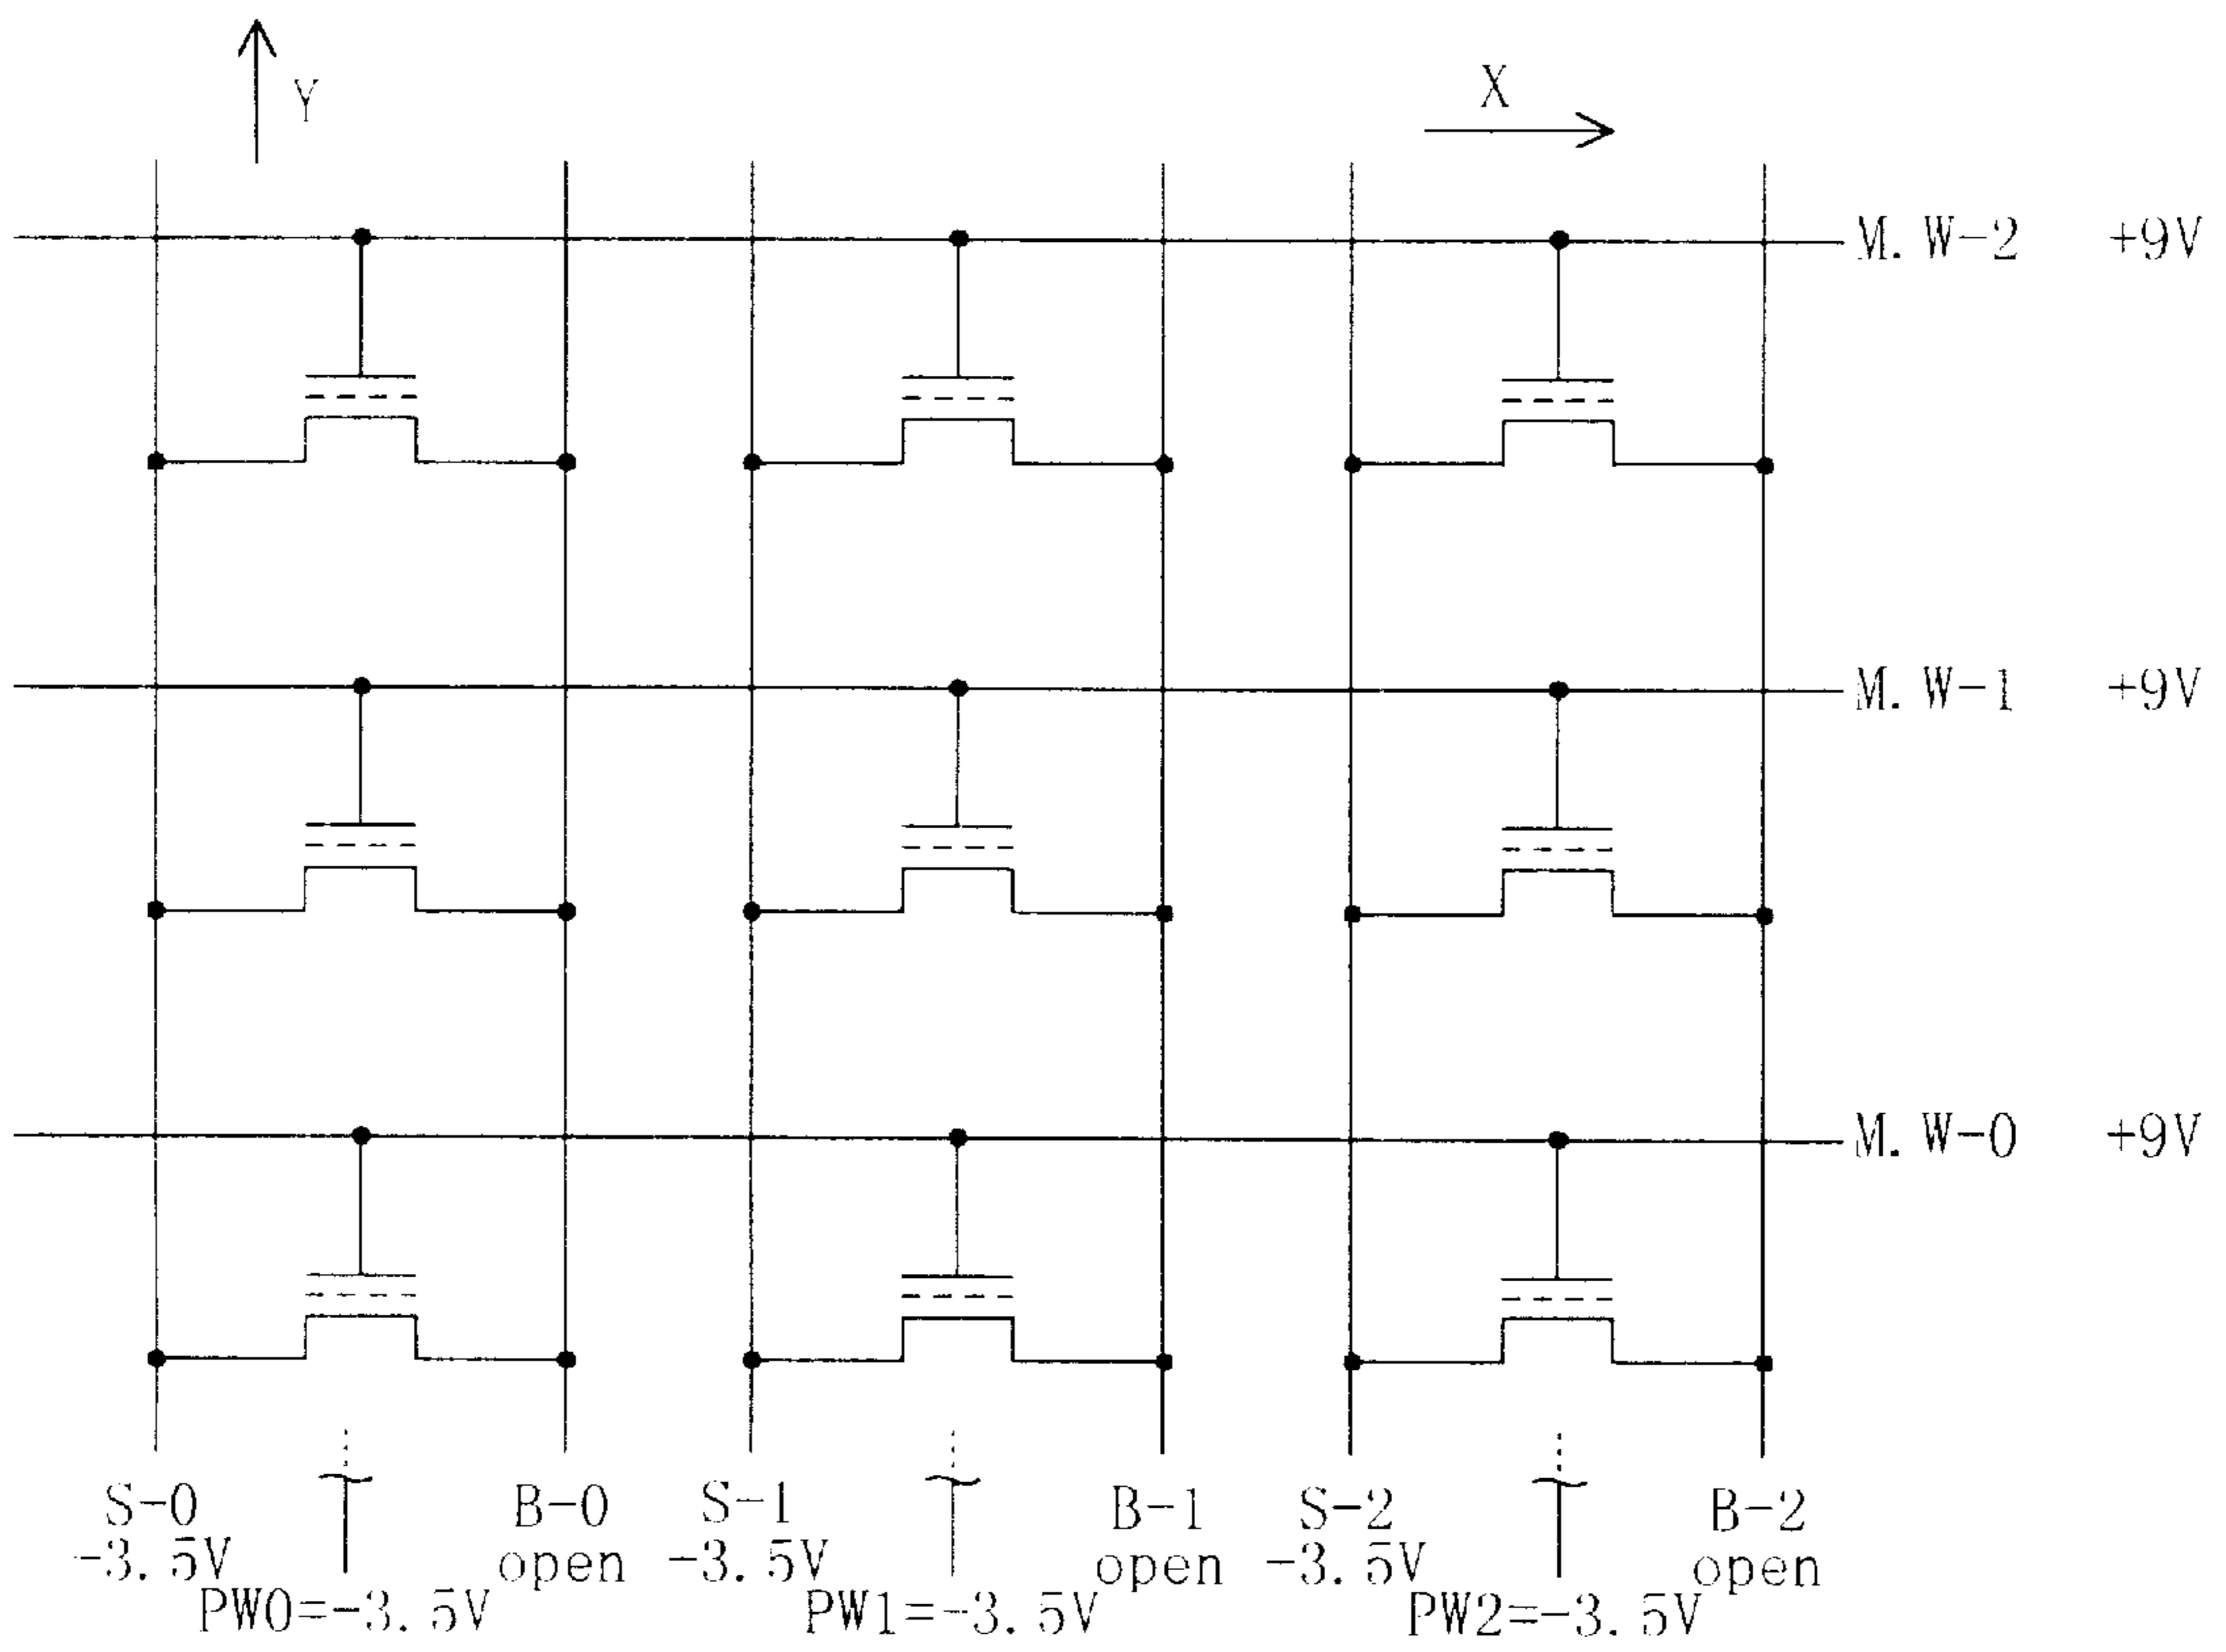 Y
X
M. W-2 +9V
M. W-1 +9V
M. W-0 +9V
S-0
-3.5V
PW0=-3.5V
B-0
open
S-1
-3.5V
PW1=-3.5V
B-1
open
S-2
-3.5V
PW2=-3.5V
B-2
open